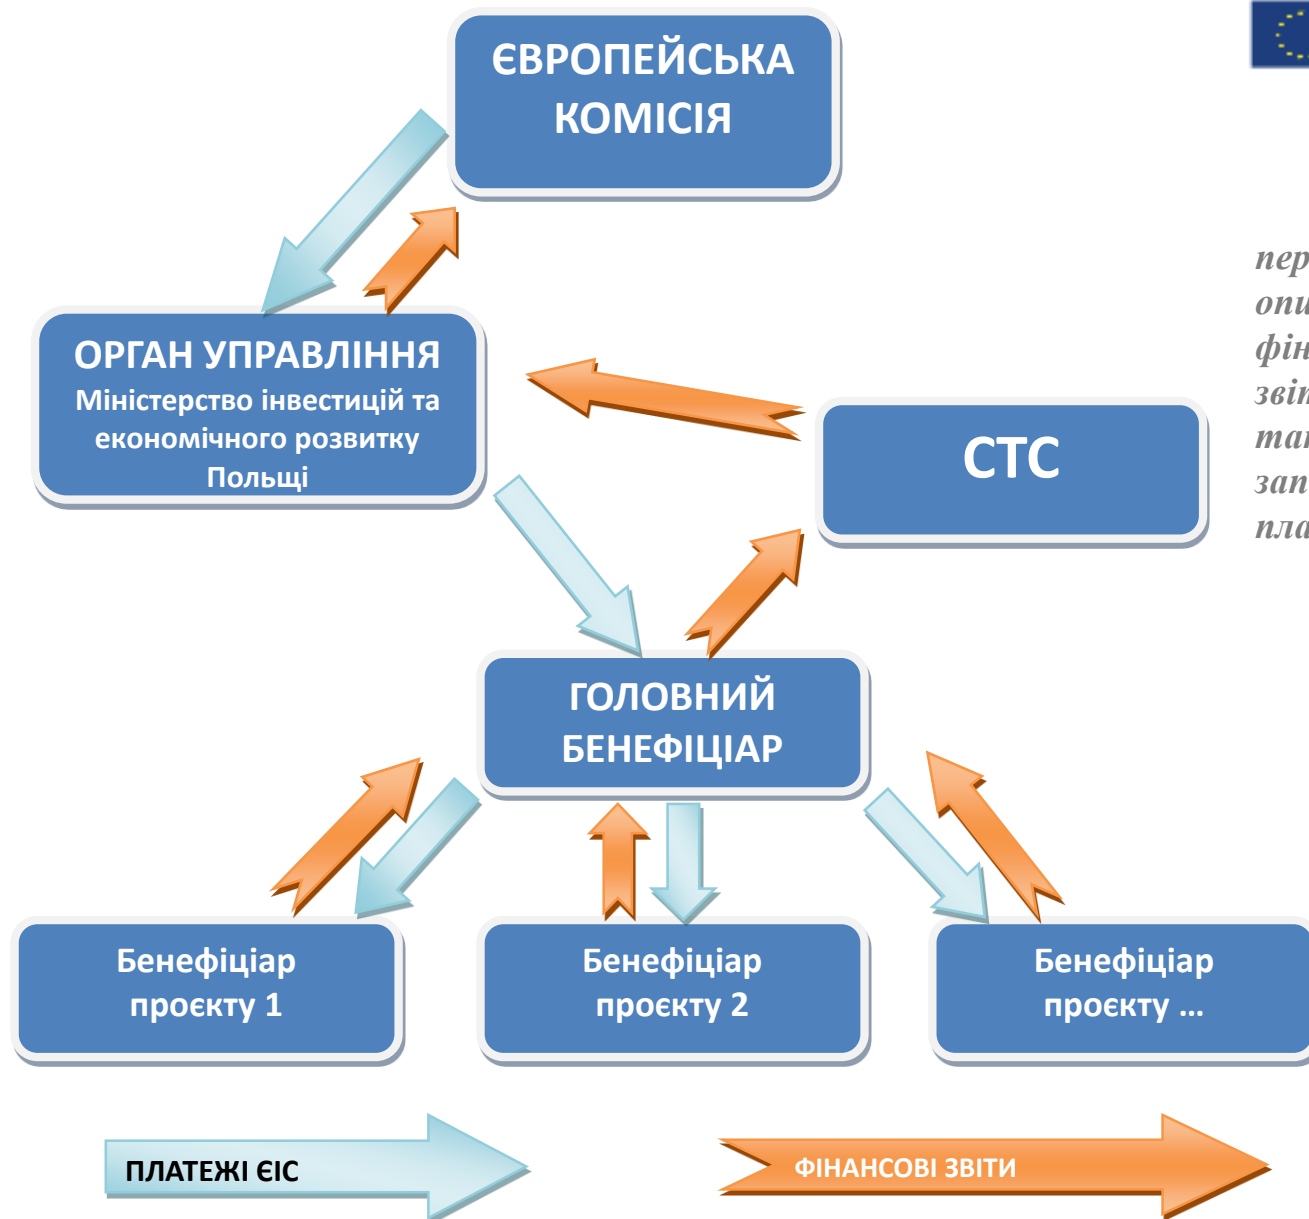 ЄВРОПЕЙСЬКА
КОМІСІЯ
ОРГАН УПРАВЛІННЯ
Міністерство інвестицій та
економічного розвитку
Польщі
СТС
ГОЛОВНИЙ
БЕНЕФІЦІАР
Бенефіціар
проєкту 1
Бенефіціар
проєкту 2
Бенефіціар
проєкту ...
ПЛАТЕЖІ ЄІС
ФІНАНСОВІ ЗВІТИ